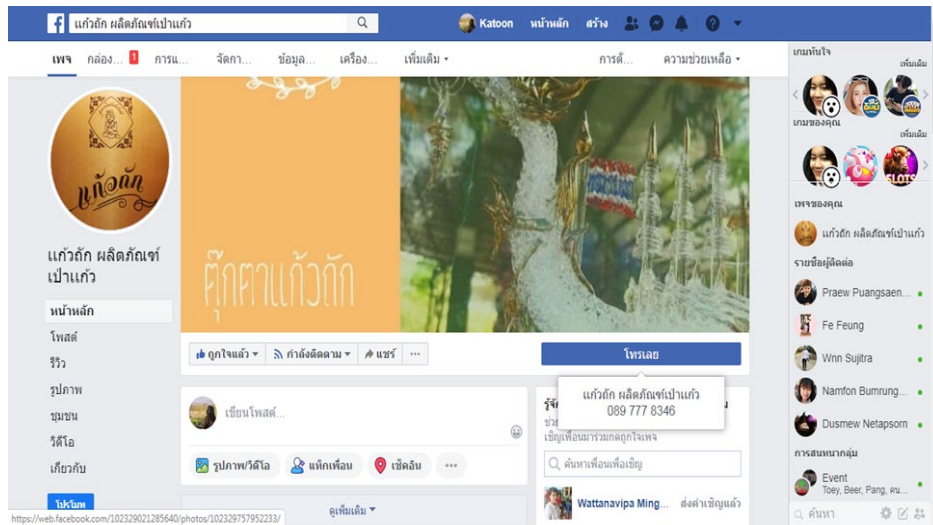 แก้วถัก ผลิตภัณฑ์เป่าแก้ว
Katoon หน้าหลัก สร้าง
เพจ กล่อง... 1 การแ... จัดกา... ข้อมูล... เครื่อง... เพิ่มเติม
การตั้... ความช่วยเหลือ
แก้วถัก
ตุ๊กตาแก้วถัก
แก้วถัก ผลิตภัณฑ์
เป่าแก้ว
หน้าหลัก
โพสต์
รีวิว
รูปภาพ
ชุมชน
วิดีโอ
เกี่ยวกับ
โปรโมท
ถูกใจแล้ว กำลังติดตาม แชร์ ...
โทรเลย
แก้วถัก ผลิตภัณฑ์เป่าแก้ว
089 777 8346
เขียนโพสต์...
รูปภาพ/วิดีโอ แท็กเพื่อน เช็คอิน ...
ดูเพิ่มเติม
เชิญเพื่อนมาร่วมกดถูกใจเพจ
ค้นหาเพื่อนเพื่อเชิญ
Wattanavipa Ming... ส่งคำเชิญแล้ว
เกมทันใจ
เพิ่มเติม
เกมของคุณ
เพิ่มเติม
SLOTS
เพจของคุณ
แก้วถัก ผลิตภัณฑ์เป่าแก้ว
รายชื่อผู้ติดต่อ
Praew Puangsaen...
Fe Feung
Wnn Sujitra
Namfon Bumrung...
Dusmew Netapsorn
การสนทนากลุ่ม
Event
Toey, Beer, Pang, คน...
ค้นหา
https://web.facebook.com/102329021285640/photos/102329757952233/